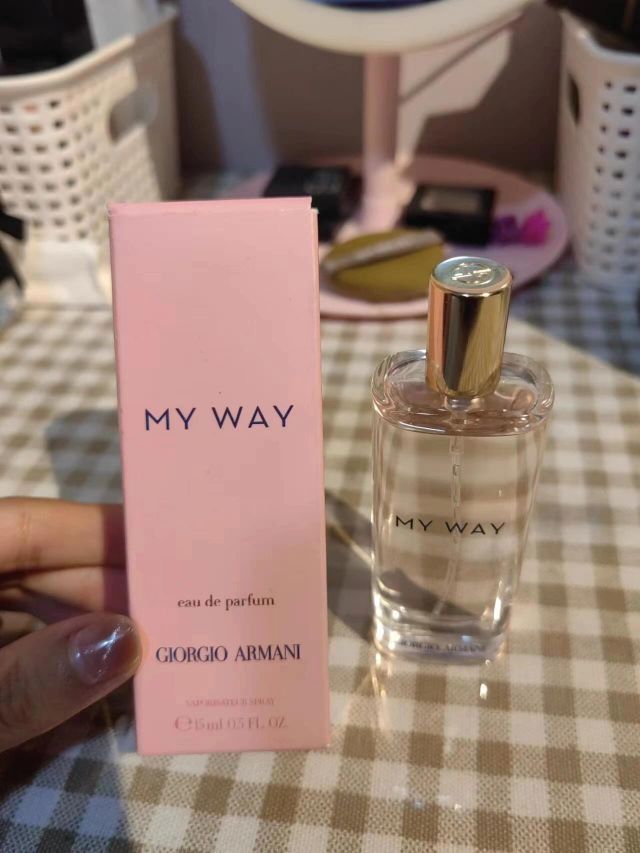 MY WAY
eau de parfum
GIORGIO ARMANI
VAPORISATEUR SPRAY
℮15 ml 0.5 FL. OZ.
MY WAY
GIORGIO ARMANI